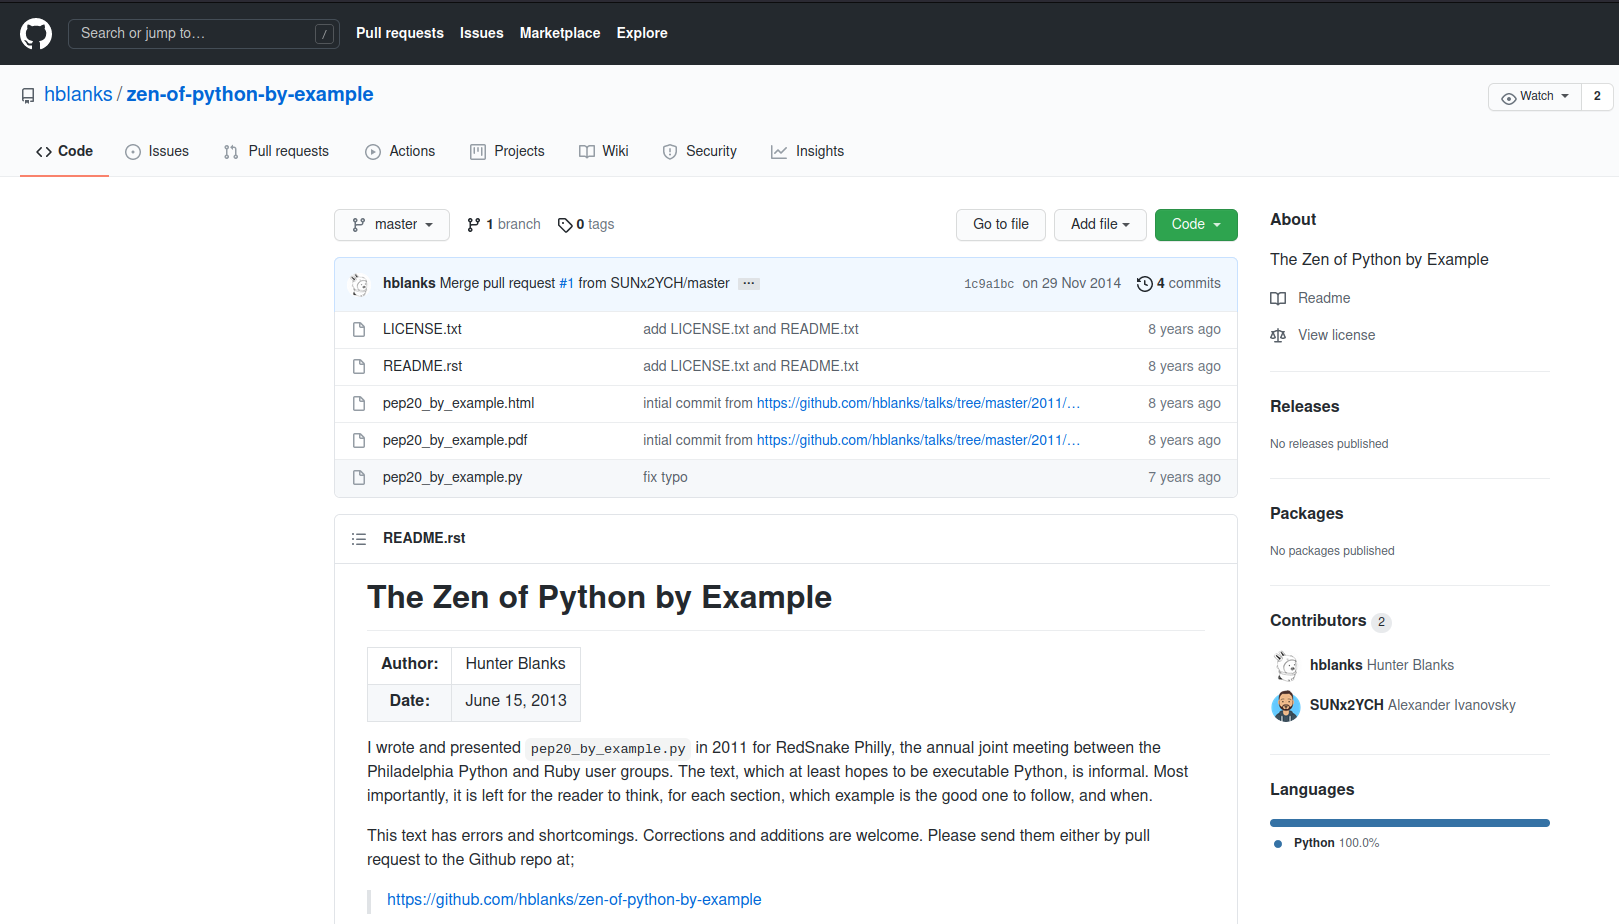 Search or jump to… /
Pull requests Issues Marketplace Explore
hblanks / zen-of-python-by-example
Watch 2
Code Issues Pull requests Actions Projects Wiki Security Insights
master 1 branch 0 tags
Go to file Add file Code
hblanks Merge pull request #1 from SUNx2YCH/master ... 1c9a1bc on 29 Nov 2014 4 commits
LICENSE.txt add LICENSE.txt and README.txt 8 years ago
README.rst add LICENSE.txt and README.txt 8 years ago
pep20_by_example.html intial commit from https://github.com/hblanks/talks/tree/master/2011/… 8 years ago
pep20_by_example.pdf intial commit from https://github.com/hblanks/talks/tree/master/2011/… 8 years ago
pep20_by_example.py fix typo 7 years ago
README.rst
The Zen of Python by Example
Author: Hunter Blanks
Date: June 15, 2013
I wrote and presented pep20_by_example.py in 2011 for RedSnake Philly, the annual joint meeting between the
Philadelphia Python and Ruby user groups. The text, which at least hopes to be executable Python, is informal. Most
importantly, it is left for the reader to think, for each section, which example is the good one to follow, and when.
This text has errors and shortcomings. Corrections and additions are welcome. Please send them either by pull
request to the Github repo at;
https://github.com/hblanks/zen-of-python-by-example
About
The Zen of Python by Example
Readme
View license
Releases
No releases published
Packages
No packages published
Contributors 2
hblanks Hunter Blanks
SUNx2YCH Alexander Ivanovsky
Languages
Python 100.0%